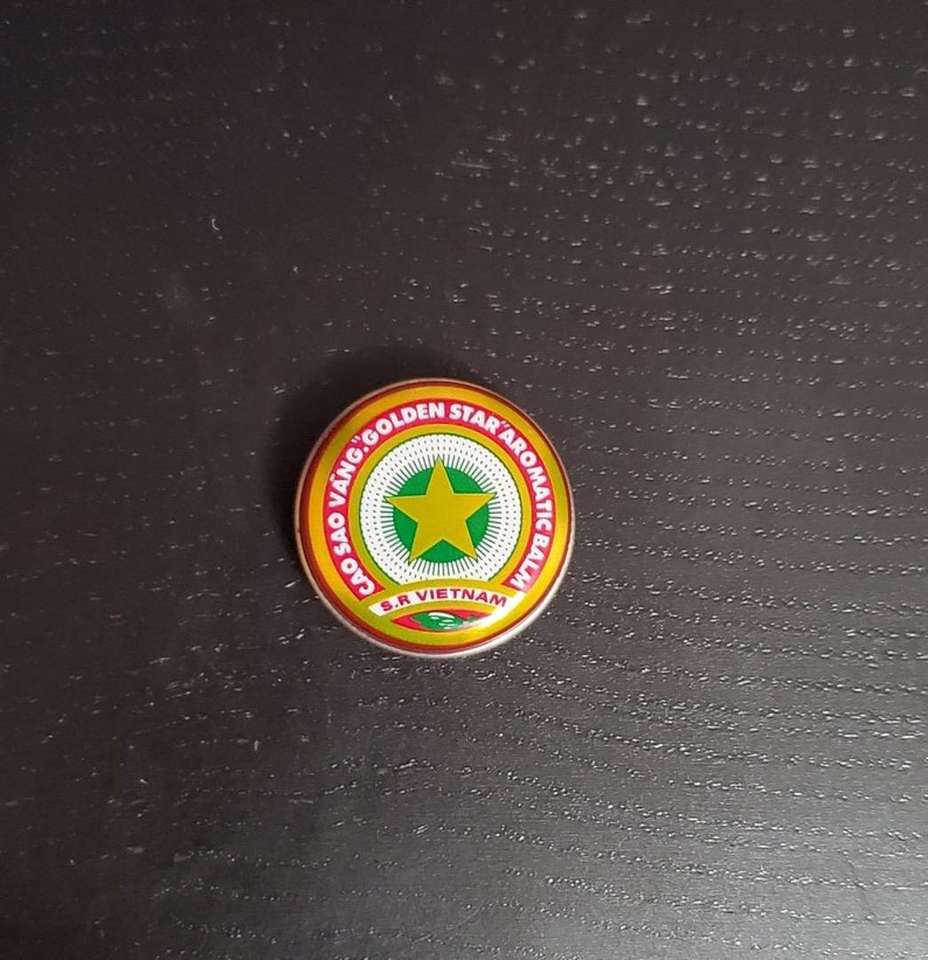 CAO SAO VÀNG."GOLDEN STAR"AROMATIC BALM
S.R VIETNAM